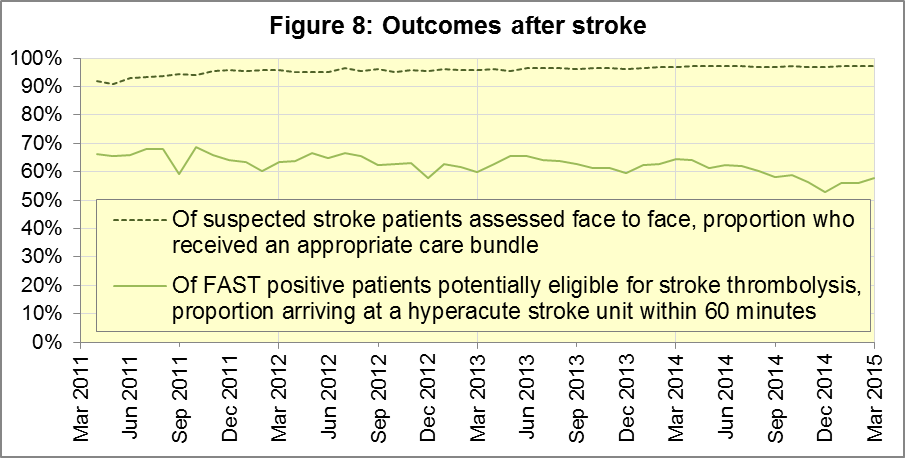 Figure 8: Outcomes after stroke
100%
90%
80%
70%
60%
50%
40%
30%
20%
10%
0%
Of suspected stroke patients assessed face to face, proportion who
received an appropriate care bundle
Of FAST positive patients potentially eligible for stroke thrombolysis,
proportion arriving at a hyperacute stroke unit within 60 minutes
Mar 2011
Jun 2011
Sep 2011
Dec 2011
Mar 2012
Jun 2012
Sep 2012
Dec 2012
Mar 2013
Jun 2013
Sep 2013
Dec 2013
Mar 2014
Jun 2014
Sep 2014
Dec 2014
Mar 2015